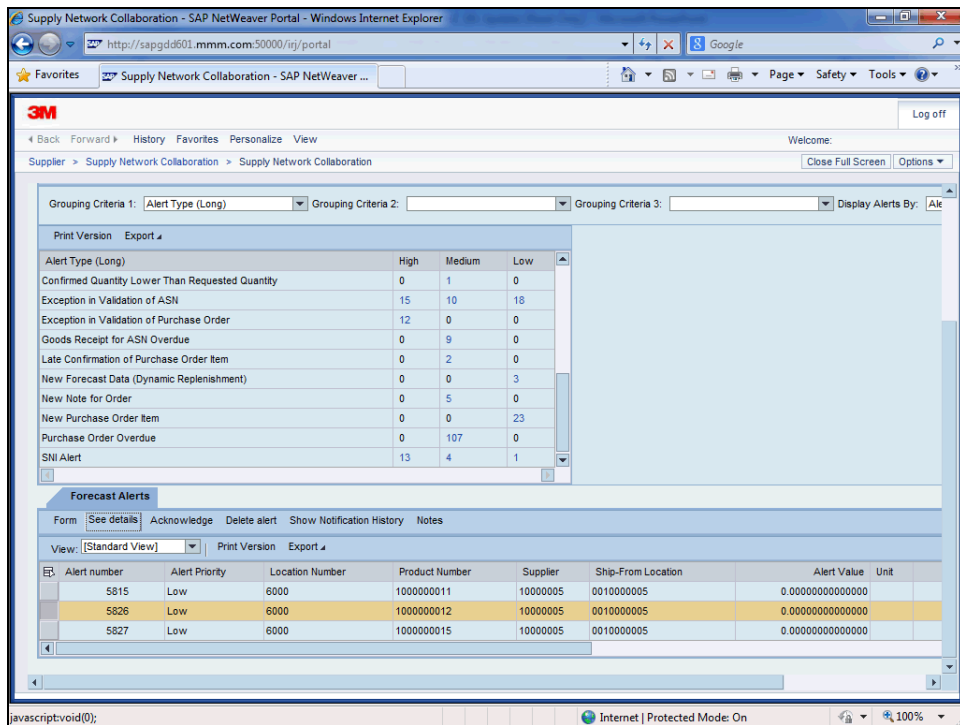 Supply Network Collaboration - SAP NetWeaver Portal - Windows Internet Explorer
http://sapgdd601.mmm.com:50000/irj/portal
Google
Favorites Supply Network Collaboration - SAP NetWeaver ...
Page Safety Tools
3M Log off
Back Forward History Favorites Personalize View Welcome:
Supplier > Supply Network Collaboration > Supply Network Collaboration Close Full Screen Options
Grouping Criteria 1: Alert Type (Long) Grouping Criteria 2: Grouping Criteria 3: Display Alerts By: Ale
Print Version Export
Alert Type (Long) High Medium Low
Confirmed Quantity Lower Than Requested Quantity 0 1 0
Exception in Validation of ASN 15 10 18
Exception in Validation of Purchase Order 12 0 0
Goods Receipt for ASN Overdue 0 9 0
Late Confirmation of Purchase Order Item 0 2 0
New Forecast Data (Dynamic Replenishment) 0 0 3
New Note for Order 0 5 0
New Purchase Order Item 0 0 23
Purchase Order Overdue 0 107 0
SNI Alert 13 4 1
Forecast Alerts
Form See details Acknowledge Delete alert Show Notification History Notes
View: [Standard View] Print Version Export
Alert number Alert Priority Location Number Product Number Supplier Ship-From Location Alert Value Unit
5815 Low 6000 1000000011 10000005 0010000005 0.00000000000000
5826 Low 6000 1000000012 10000005 0010000005 0.00000000000000
5827 Low 6000 1000000015 10000005 0010000005 0.00000000000000
javascript:void(0); Internet | Protected Mode: On 100%